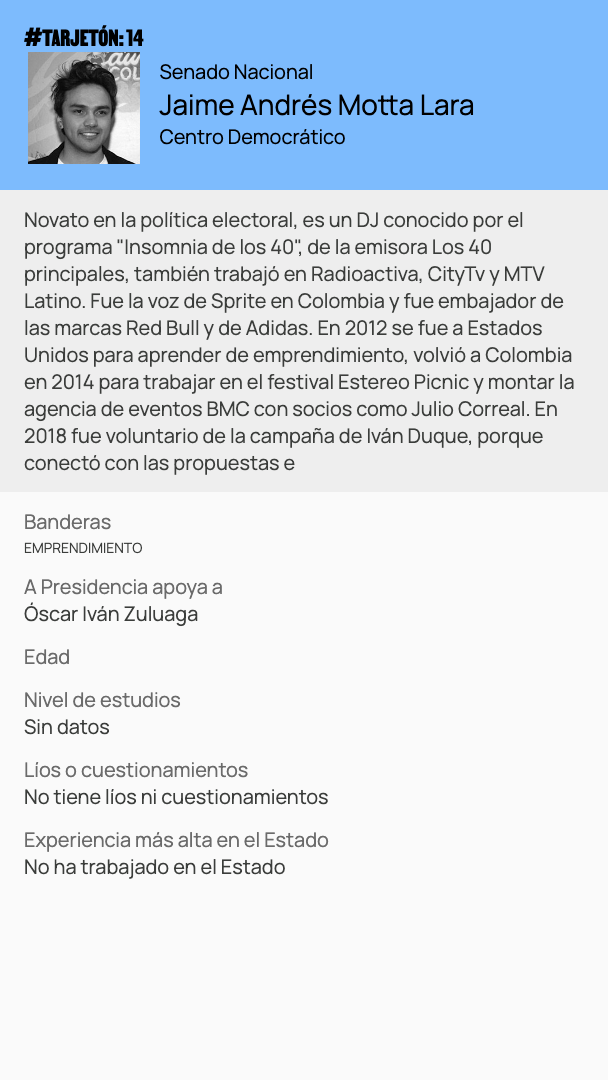 #TARJETÓN: 14
Senado Nacional
Jaime Andrés Motta Lara
Centro Democrático
Novato en la política electoral, es un DJ conocido por el
programa "Insomnia de los 40", de la emisora Los 40
principales, también trabajó en Radioactiva, CityTv y MTV
Latino. Fue la voz de Sprite en Colombia y fue embajador de
las marcas Red Bull y de Adidas. En 2012 se fue a Estados
Unidos para aprender de emprendimiento, volvió a Colombia
en 2014 para trabajar en el festival Estereo Picnic y montar la
agencia de eventos BMC con socios como Julio Correal. En
2018 fue voluntario de la campaña de Iván Duque, porque
conectó con las propuestas e
Banderas
EMPRENDIMIENTO
A Presidencia apoya a
Óscar Iván Zuluaga
Edad
Nivel de estudios
Sin datos
Líos o cuestionamientos
No tiene líos ni cuestionamientos
Experiencia más alta en el Estado
No ha trabajado en el Estado